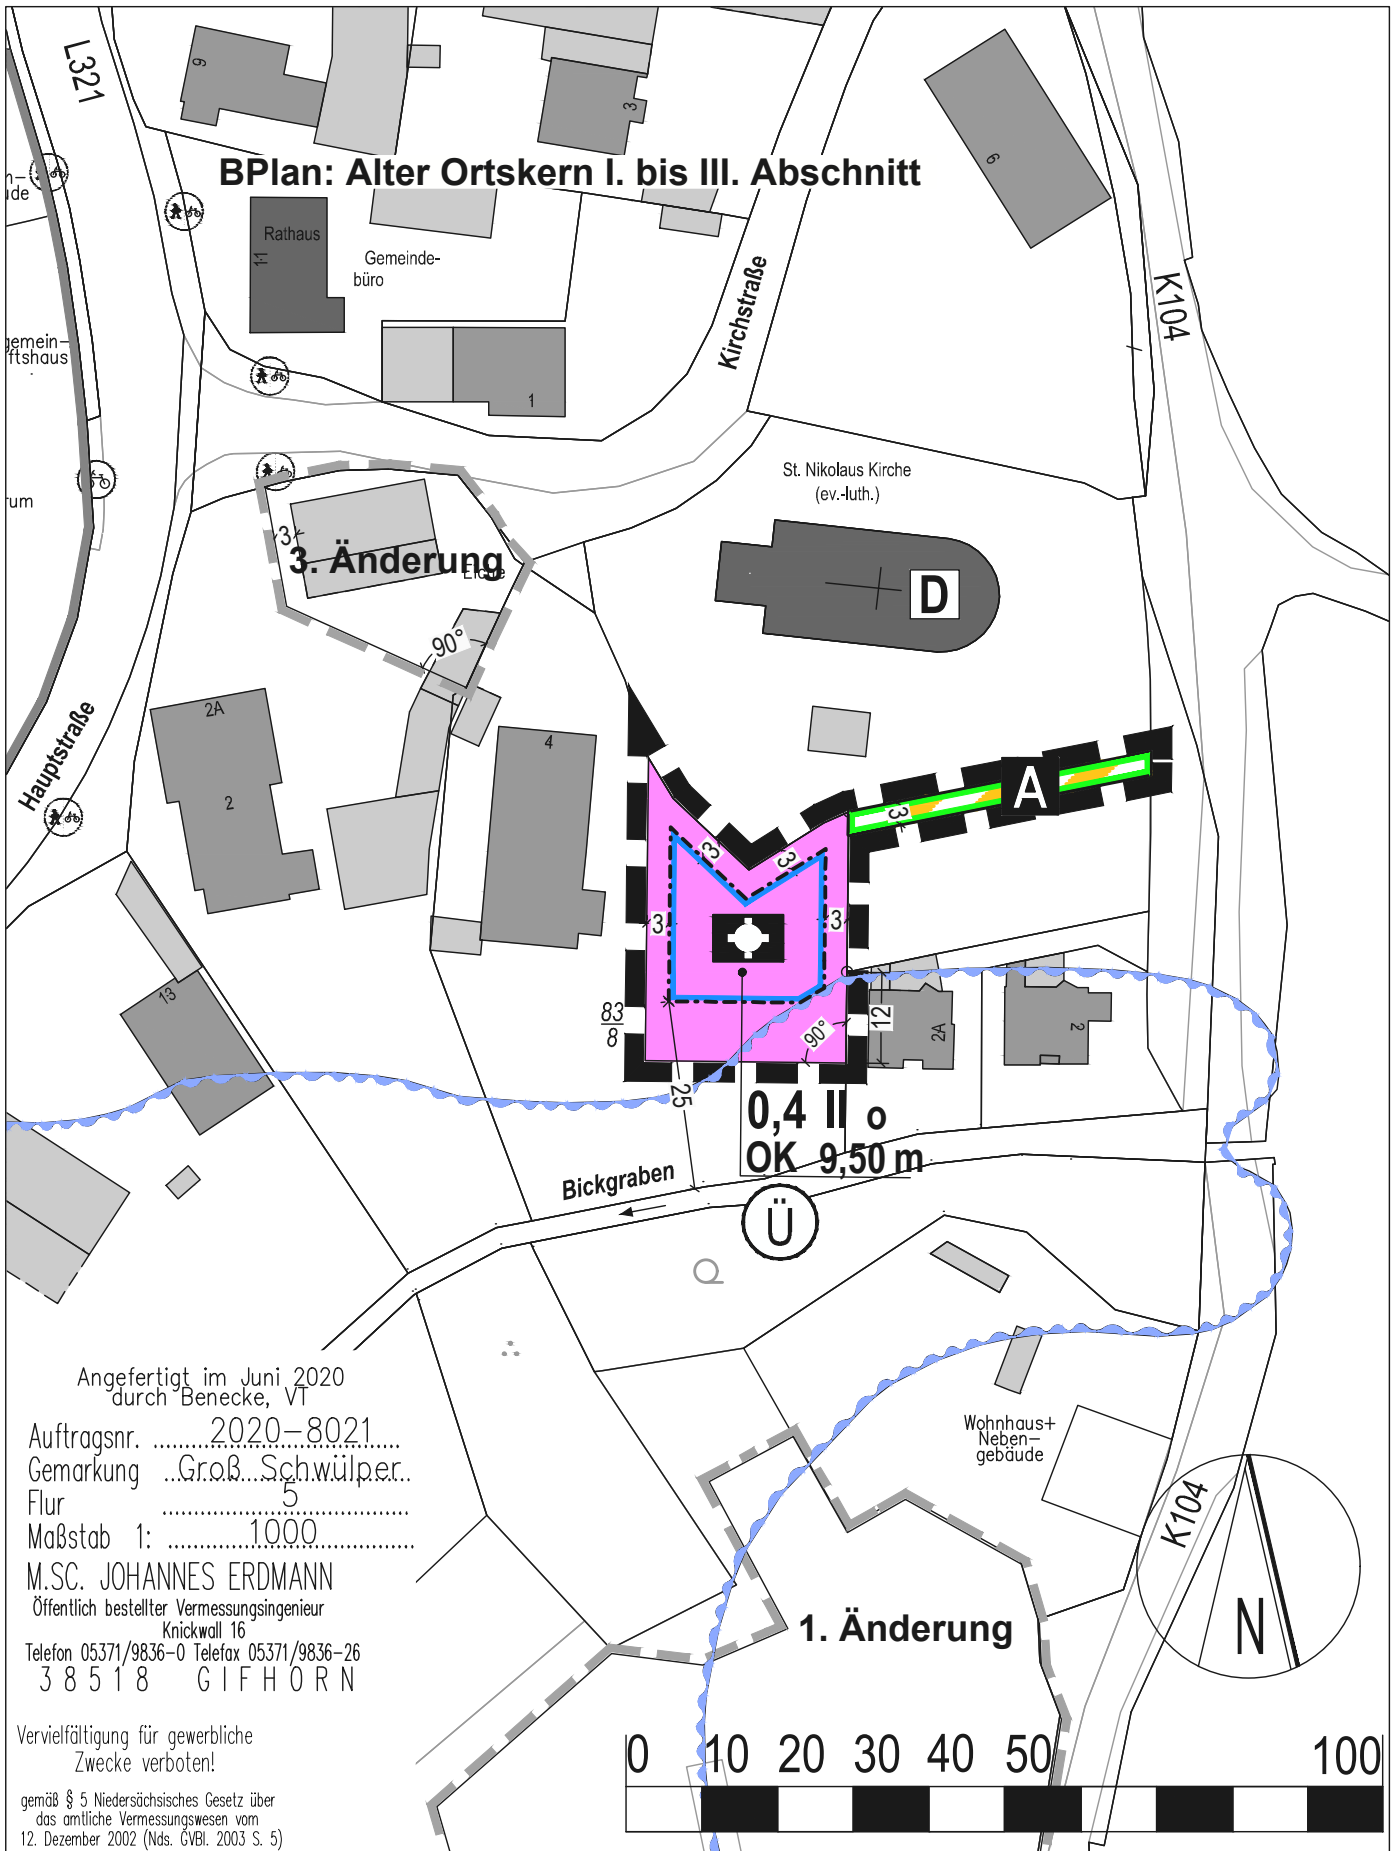 L321
9
3
6
BPlan: Alter Ortskern I. bis III. Abschnitt
Rathaus
11
Gemeinde-
büro
K104
Kirchstraße
gemein-
ftshaus
1
um
St. Nikolaus Kirche
(ev.-luth.)
3
3. Änderung
D
90°
2A
Hauptstraße
2
4
A
3
3
3
3
3
13
83
8
12
90°
2A
2
25
0,4 II o
OK 9,50 m
Bickgraben
Ü
Angefertigt im Juni 2020
durch Benecke, VT
Auftragsnr. 2020-8021
Gemarkung Groß Schwülper
Flur 5
Maßstab 1: 1000
M.SC. JOHANNES ERDMANN
Öffentlich bestellter Vermessungsingenieur
Knickwall 16
Telefon 05371/9836-0 Telefax 05371/9836-26
38518 GIFHORN
Vervielfältigung für gewerbliche
Zwecke verboten!
gemäß § 5 Niedersächsisches Gesetz über
das amtliche Vermessungswesen vom
12. Dezember 2002 (Nds. GVBl. 2003 S. 5)
Wohnhaus+
Neben-
gebäude
K104
N
1. Änderung
0 10 20 30 40 50 100